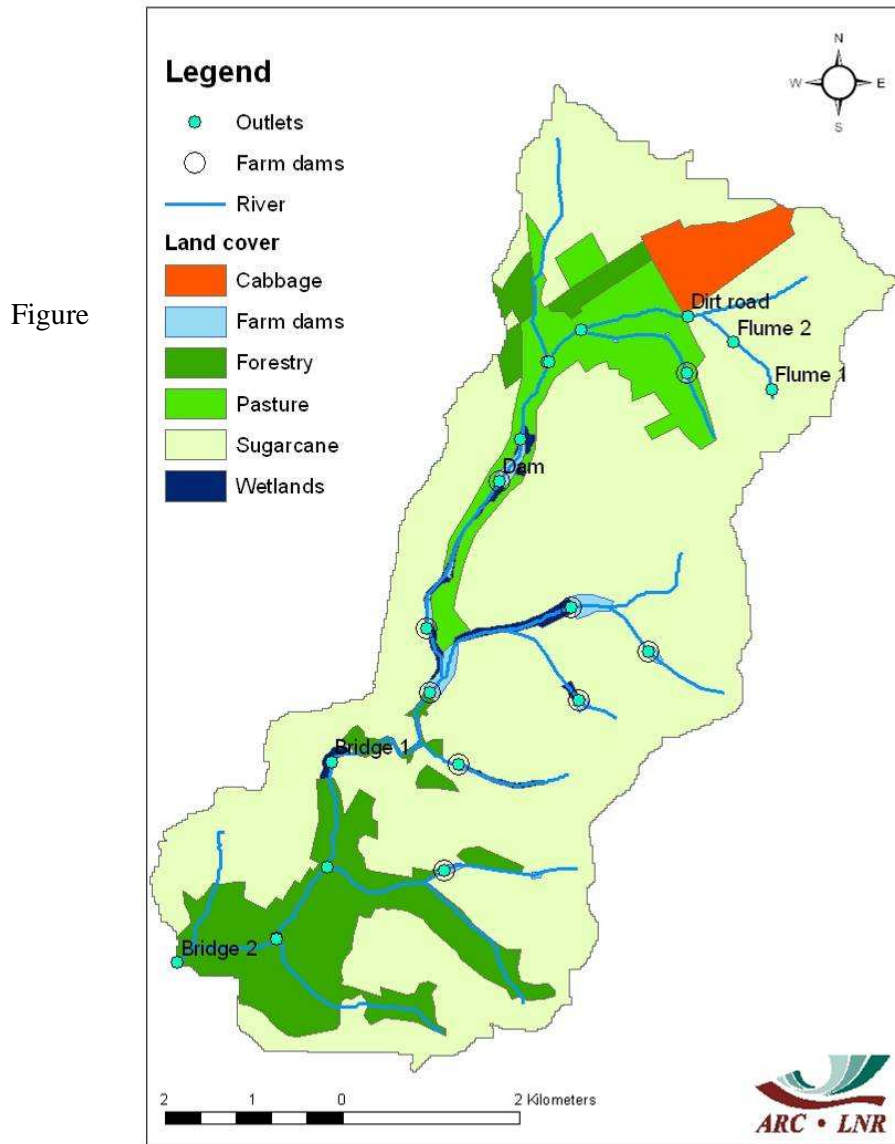 Figure
Legend
Outlets
Farm dams
River
Land cover
Cabbage
Farm dams
Forestry
Pasture
Sugarcane
Wetlands
N
W E
S
Dirt road
Flume 2
Flume 1
Dam
Bridge 1
Bridge 2
2 1 0 2 Kilometers
ARC • LNR